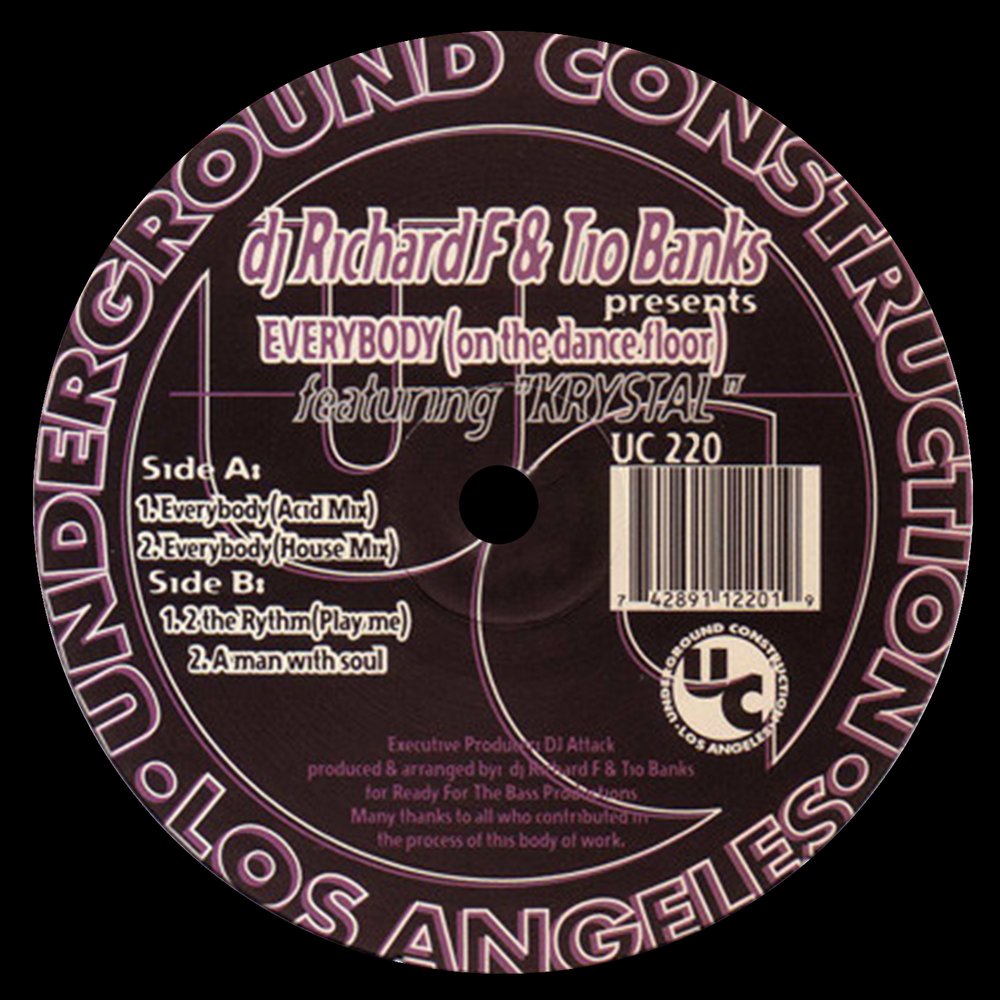 UNDERGROUND CONSTRUCTION
• LOS ANGELES •
dj Richard F & Tio Banks
presents
EVERYBODY (on the dance floor)
featuring "KRYSTAL"
UC 220
Side A:
1. Everybody (Acid Mix)
2. Everybody (House Mix)
Side B:
1. 2 the Rythm (Play me)
2. A man with soul
7 42891 12201 9
UNDERGROUND CONSTRUCTION
UC
• LOS ANGELES •
Executive Producer: DJ Attack
produced & arranged by: dj Richard F & Tio Banks
for Ready For The Bass Productions
Many thanks to all who contributed in
the process of this body of work.